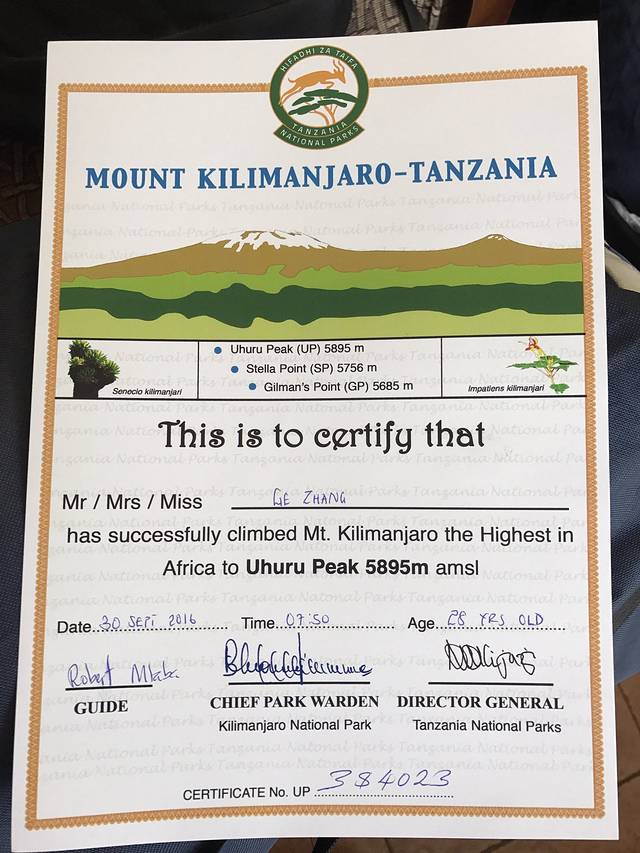 HIFADHI ZA TAIFA
TANZANIA
NATIONAL PARKS
MOUNT KILIMANJARO-TANZANIA
Uhuru Peak (UP) 5895 m
Stella Point (SP) 5756 m
Gilman's Point (GP) 5685 m
Senecio kilimanjari
Impatiens kilimanjari
This is to certify that
Mr / Mrs / Miss GE ZHANG
has successfully climbed Mt. Kilimanjaro the Highest in
Africa to Uhuru Peak 5895m amsl
Date 30 SEPT 2016 Time 07:50 Age 28 YRS OLD
Robert
GUIDE CHIEF PARK WARDEN DIRECTOR GENERAL
Kilimanjaro National Park Tanzania National Parks
CERTIFICATE No. UP 384023